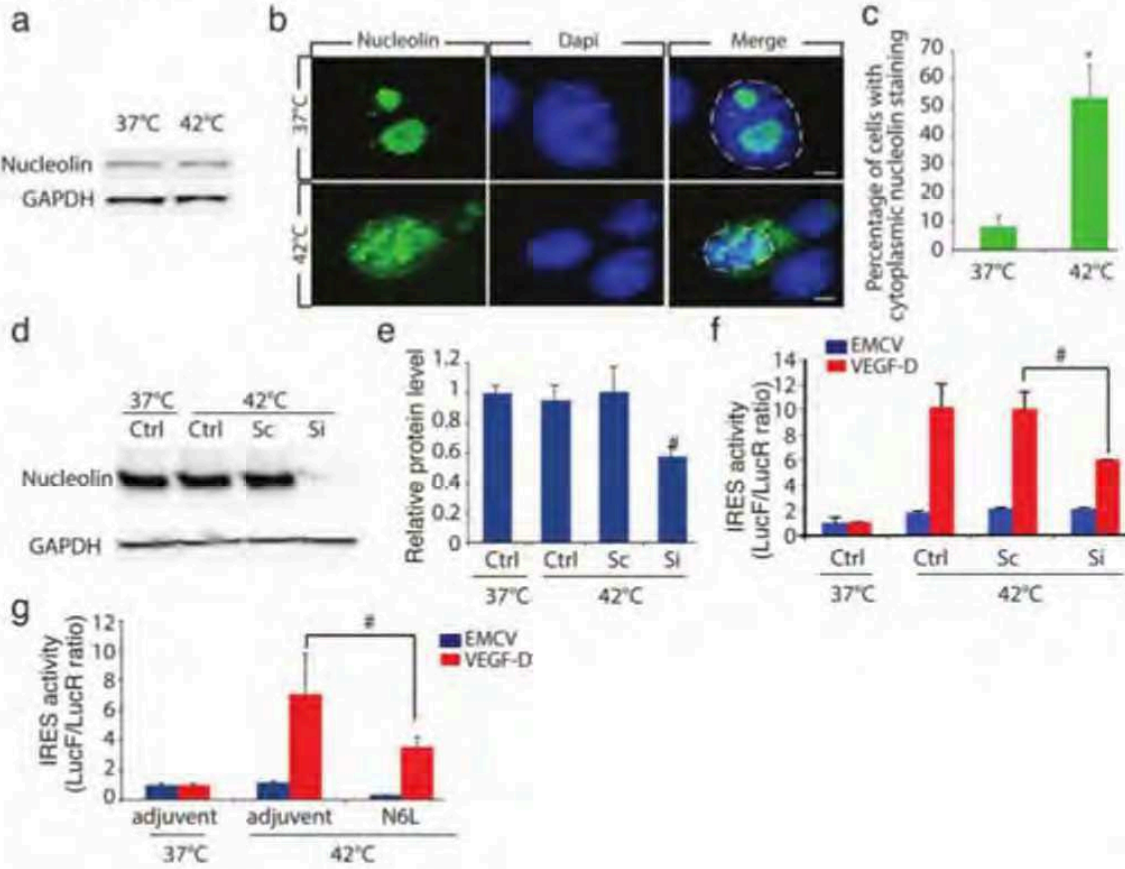 a
37°C 42°C
Nucleolin
GAPDH
b
Nucleolin Dapi Merge
37°C
42°C
c
Percentage of cells with
cytoplasmic nucleolin staining
70
60
50
40
30
20
10
0
*
37°C 42°C
d
37°C 42°C
Ctrl Ctrl Sc Si
Nucleolin
GAPDH
e
Relative protein level
1.2
1
0.8
0.6
0.4
0.2
0
#
Ctrl Ctrl Sc Si
37°C 42°C
f
EMCV
VEGF-D
IRES activity
(LucF/LucR ratio)
14
12
10
8
6
4
2
0
#
Ctrl Ctrl Sc Si
37°C 42°C
g
IRES activity
(LucF/LucR ratio)
12
10
8
6
4
2
0
#
EMCV
VEGF-D
adjuvent adjuvent N6L
37°C 42°C